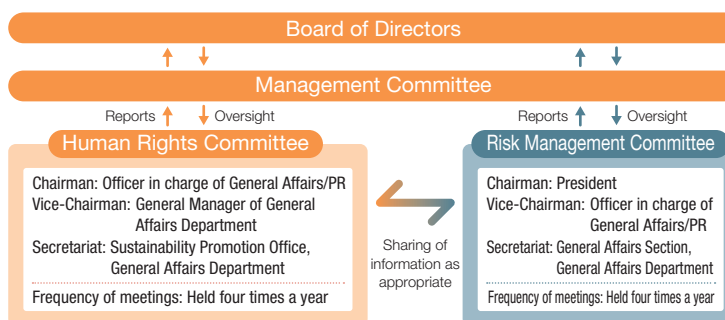 Board of Directors
Management Committee
Reports
Oversight
Reports
Oversight
Human Rights Committee
Chairman: Officer in charge of General Affairs/PR
Vice-Chairman: General Manager of General
Affairs Department
Secretariat: Sustainability Promotion Office,
General Affairs Department
Frequency of meetings: Held four times a year
Sharing of
information as
appropriate
Risk Management Committee
Chairman: President
Vice-Chairman: Officer in charge of
General Affairs/PR
Secretariat: General Affairs Section,
General Affairs Department
Frequency of meetings: Held four times a year